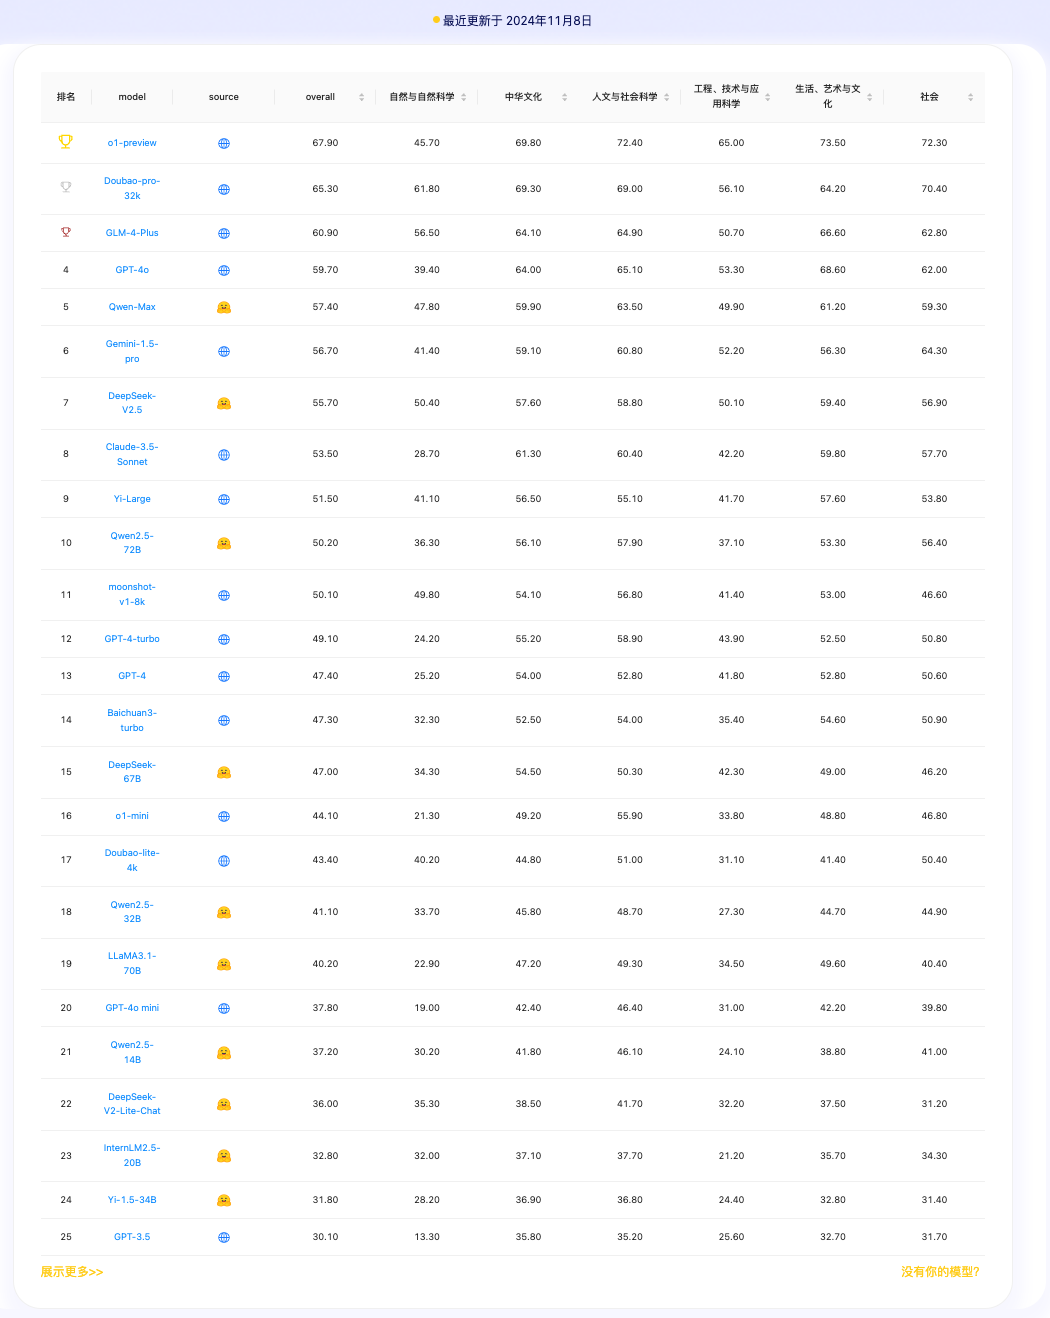 最近更新于 2024年11月8日
排名 model source overall 自然与自然科学 中华文化 人文与社会科学 工程、技术与应用科学 生活、艺术与文化 社会
o1-preview 67.90 45.70 69.80 72.40 65.00 73.50 72.30
Doubao-pro-32k 65.30 61.80 69.30 69.00 56.10 64.20 70.40
GLM-4-Plus 60.90 56.50 64.10 64.90 50.70 66.60 62.80
4 GPT-4o 59.70 39.40 64.00 65.10 53.30 68.60 62.00
5 Qwen-Max 57.40 47.80 59.90 63.50 49.90 61.20 59.30
6 Gemini-1.5-pro 56.70 41.40 59.10 60.80 52.20 56.30 64.30
7 DeepSeek-V2.5 55.70 50.40 57.60 58.80 50.10 59.40 56.90
8 Claude-3.5-Sonnet 53.50 28.70 61.30 60.40 42.20 59.80 57.70
9 Yi-Large 51.50 41.10 56.50 55.10 41.70 57.60 53.80
10 Qwen2.5-72B 50.20 36.30 56.10 57.90 37.10 53.30 56.40
11 moonshot-v1-8k 50.10 49.80 54.10 56.80 41.40 53.00 46.60
12 GPT-4-turbo 49.10 24.20 55.20 58.90 43.90 52.50 50.80
13 GPT-4 47.40 25.20 54.00 52.80 41.80 52.80 50.60
14 Baichuan3-turbo 47.30 32.30 52.50 54.00 35.40 54.60 50.90
15 DeepSeek-67B 47.00 34.30 54.50 50.30 42.30 49.00 46.20
16 o1-mini 44.10 21.30 49.20 55.90 33.80 48.80 46.80
17 Doubao-lite-4k 43.40 40.20 44.80 51.00 31.10 41.40 50.40
18 Qwen2.5-32B 41.10 33.70 45.80 48.70 27.30 44.70 44.90
19 LLaMA3.1-70B 40.20 22.90 47.20 49.30 34.50 49.60 40.40
20 GPT-4o mini 37.80 19.00 42.40 46.40 31.00 42.20 39.80
21 Qwen2.5-14B 37.20 30.20 41.80 46.10 24.10 38.80 41.00
22 DeepSeek-V2-Lite-Chat 36.00 35.30 38.50 41.70 32.20 37.50 31.20
23 InternLM2.5-20B 32.80 32.00 37.10 37.70 21.20 35.70 34.30
24 Yi-1.5-34B 31.80 28.20 36.90 36.80 24.40 32.80 31.40
25 GPT-3.5 30.10 13.30 35.80 35.20 25.60 32.70 31.70
展示更多>> 没有你的模型?